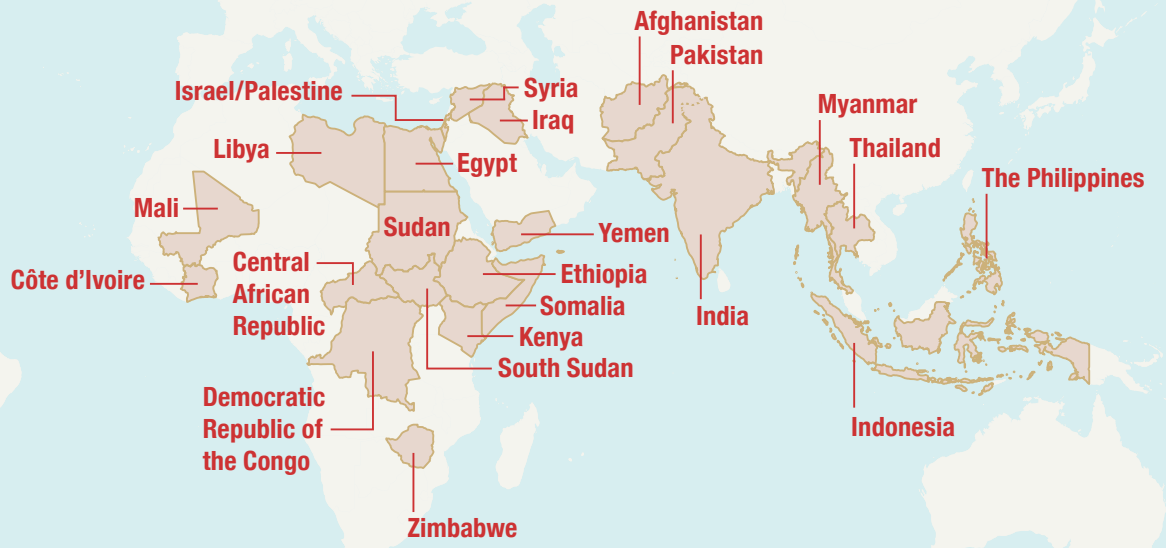 Afghanistan
Pakistan
Israel/Palestine
Syria
Iraq
Myanmar
Libya
Egypt
Thailand
The Philippines
Mali
Sudan
Yemen
Côte d’Ivoire
Central
African
Republic
Ethiopia
Somalia
India
Kenya
South Sudan
Democratic
Republic of
the Congo
Indonesia
Zimbabwe